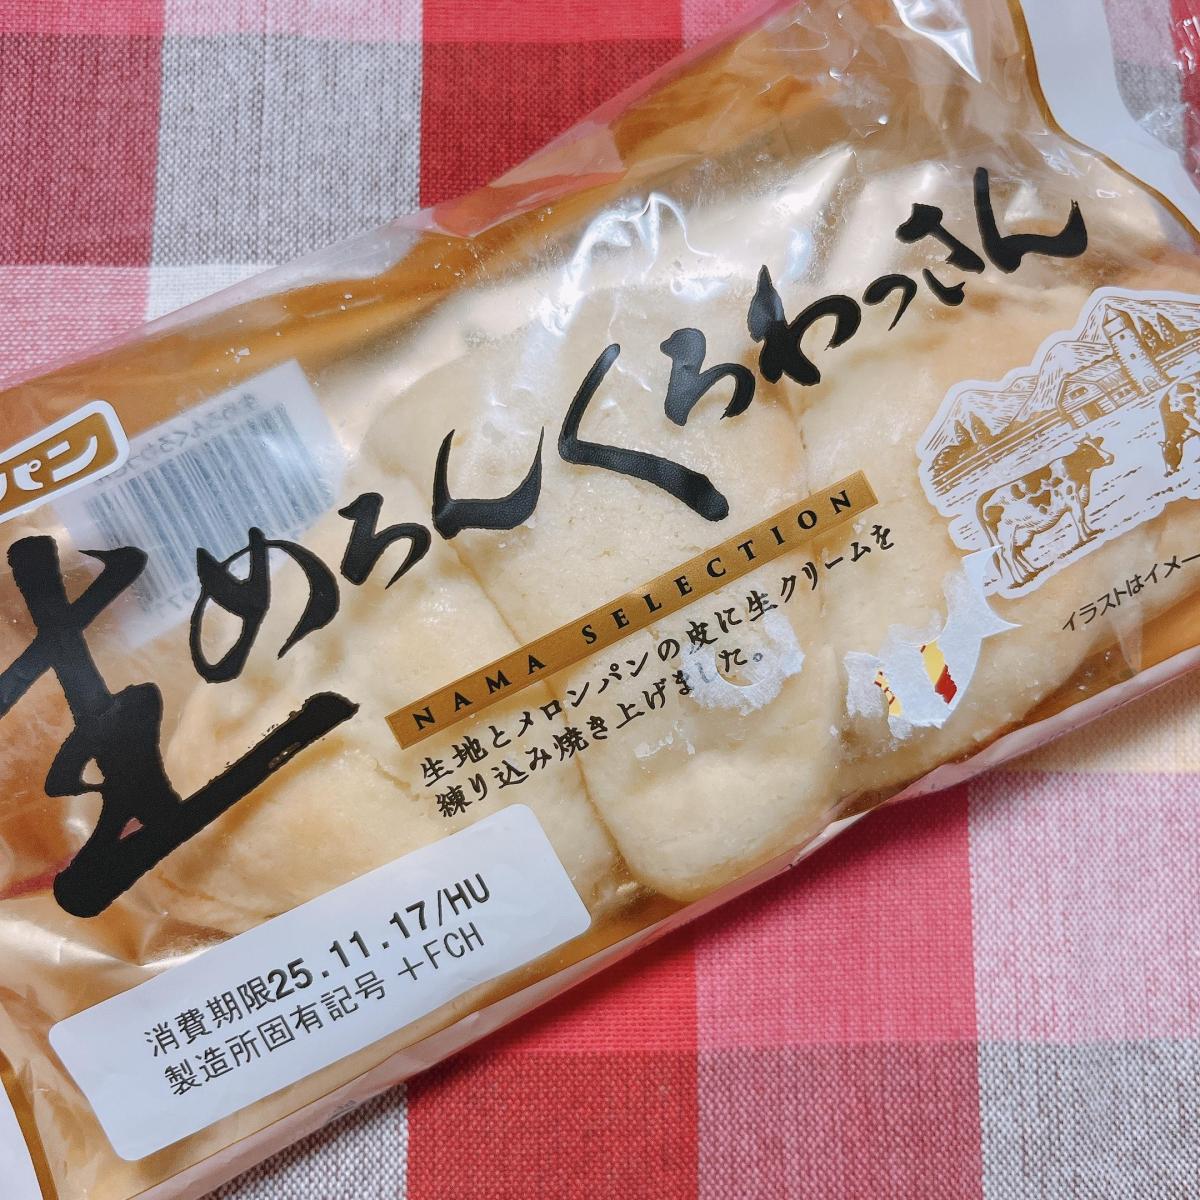 パン
生めろんくろわっさん
NAMA SELECTION
生地とメロンパンの皮に生クリームを
練り込み焼き上げました。
イラストはイメー
消費期限25.11.17/HU
製造所固有記号 +FCH